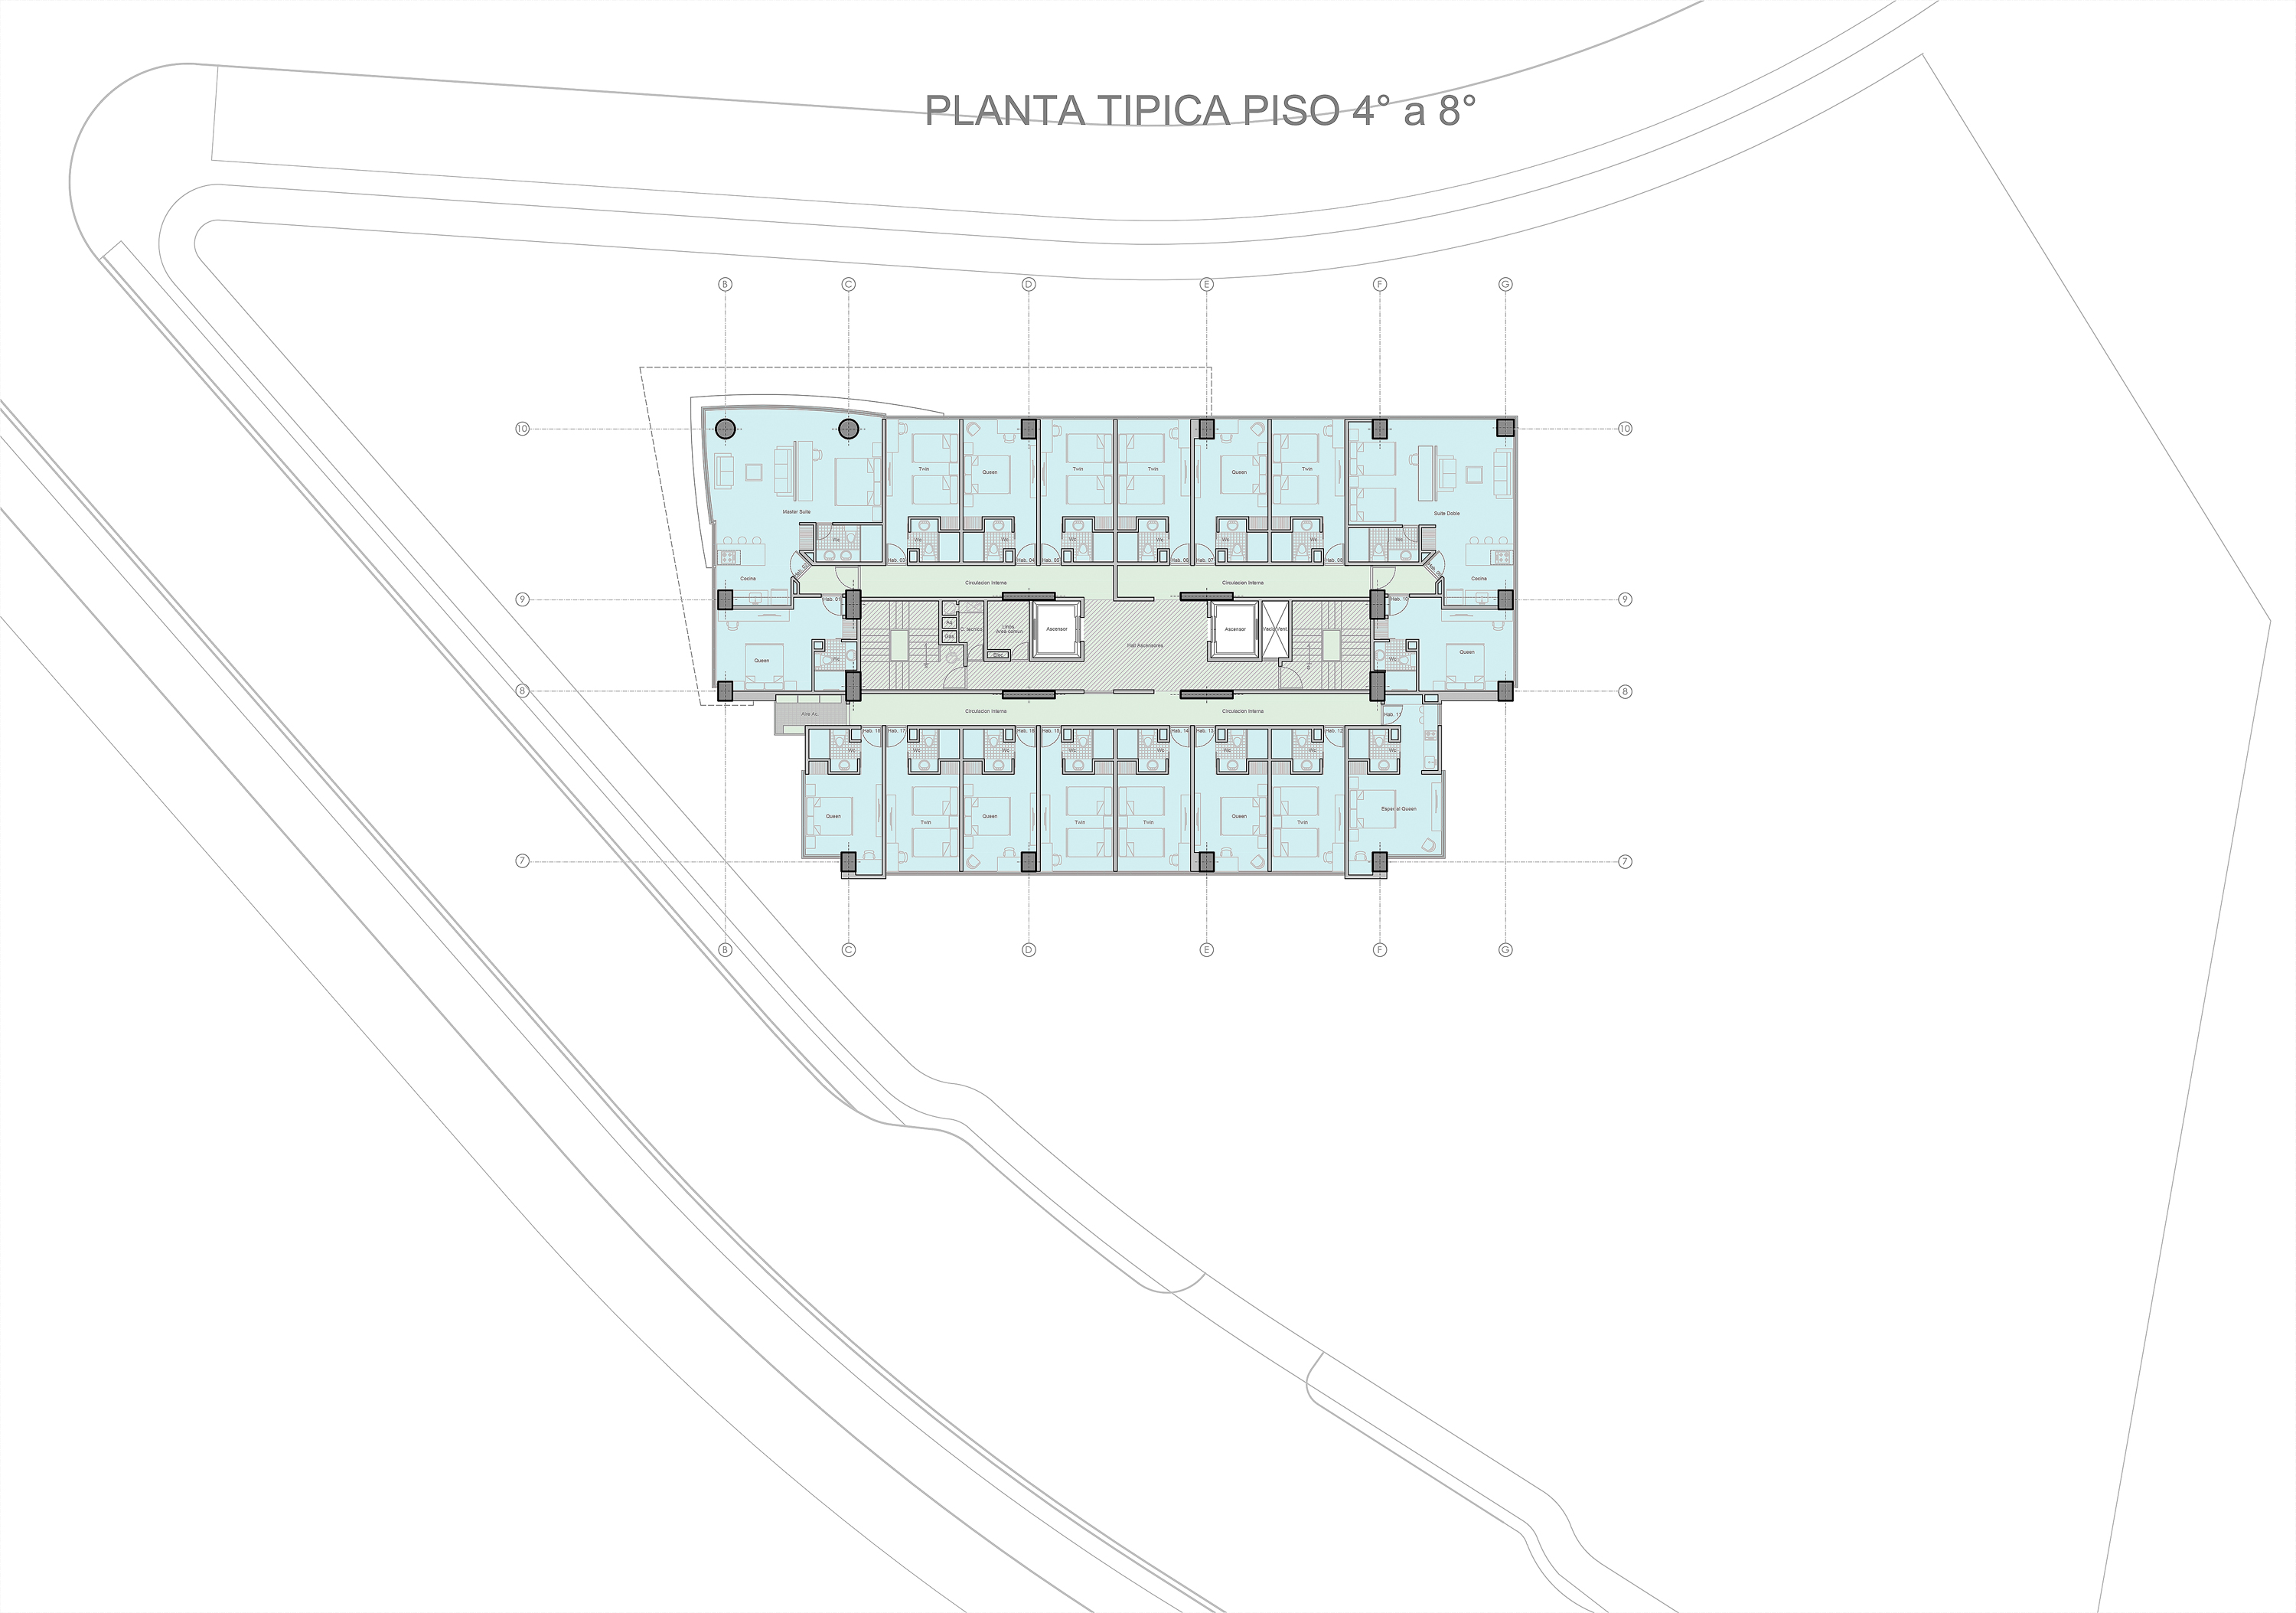 PLANTA TIPICA PISO 4° a 8°
B C D E F G
10 10
Twin Queen Twin Twin Queen Twin
Master Suite Suite Doble
Wc Wc Wc Wc Wc Wc Wc Wc
Hab. 03 Hab. 04 Hab. 05 Hab. 06 Hab. 07 Hab. 08
Hab. 02 Hab. 09
Cocina Circulacion Interna Circulacion Interna Cocina
9 Hab. 01 Hab. 10 9
Ascensor Ascensor
Linos
Area comun
Hall Ascensores
Queen Wc Wc Queen
Elec.
8 8
Aire Ac. Circulacion Interna Circulacion Interna Hab. 11
Hab. 18 Hab. 17 Hab. 16 Hab. 15 Hab. 14 Hab. 13 Hab. 12
Wc Wc Wc Wc Wc Wc Wc Wc
Especial Queen
Queen Twin Queen Twin Twin Queen Twin
7 7
B C D E F G